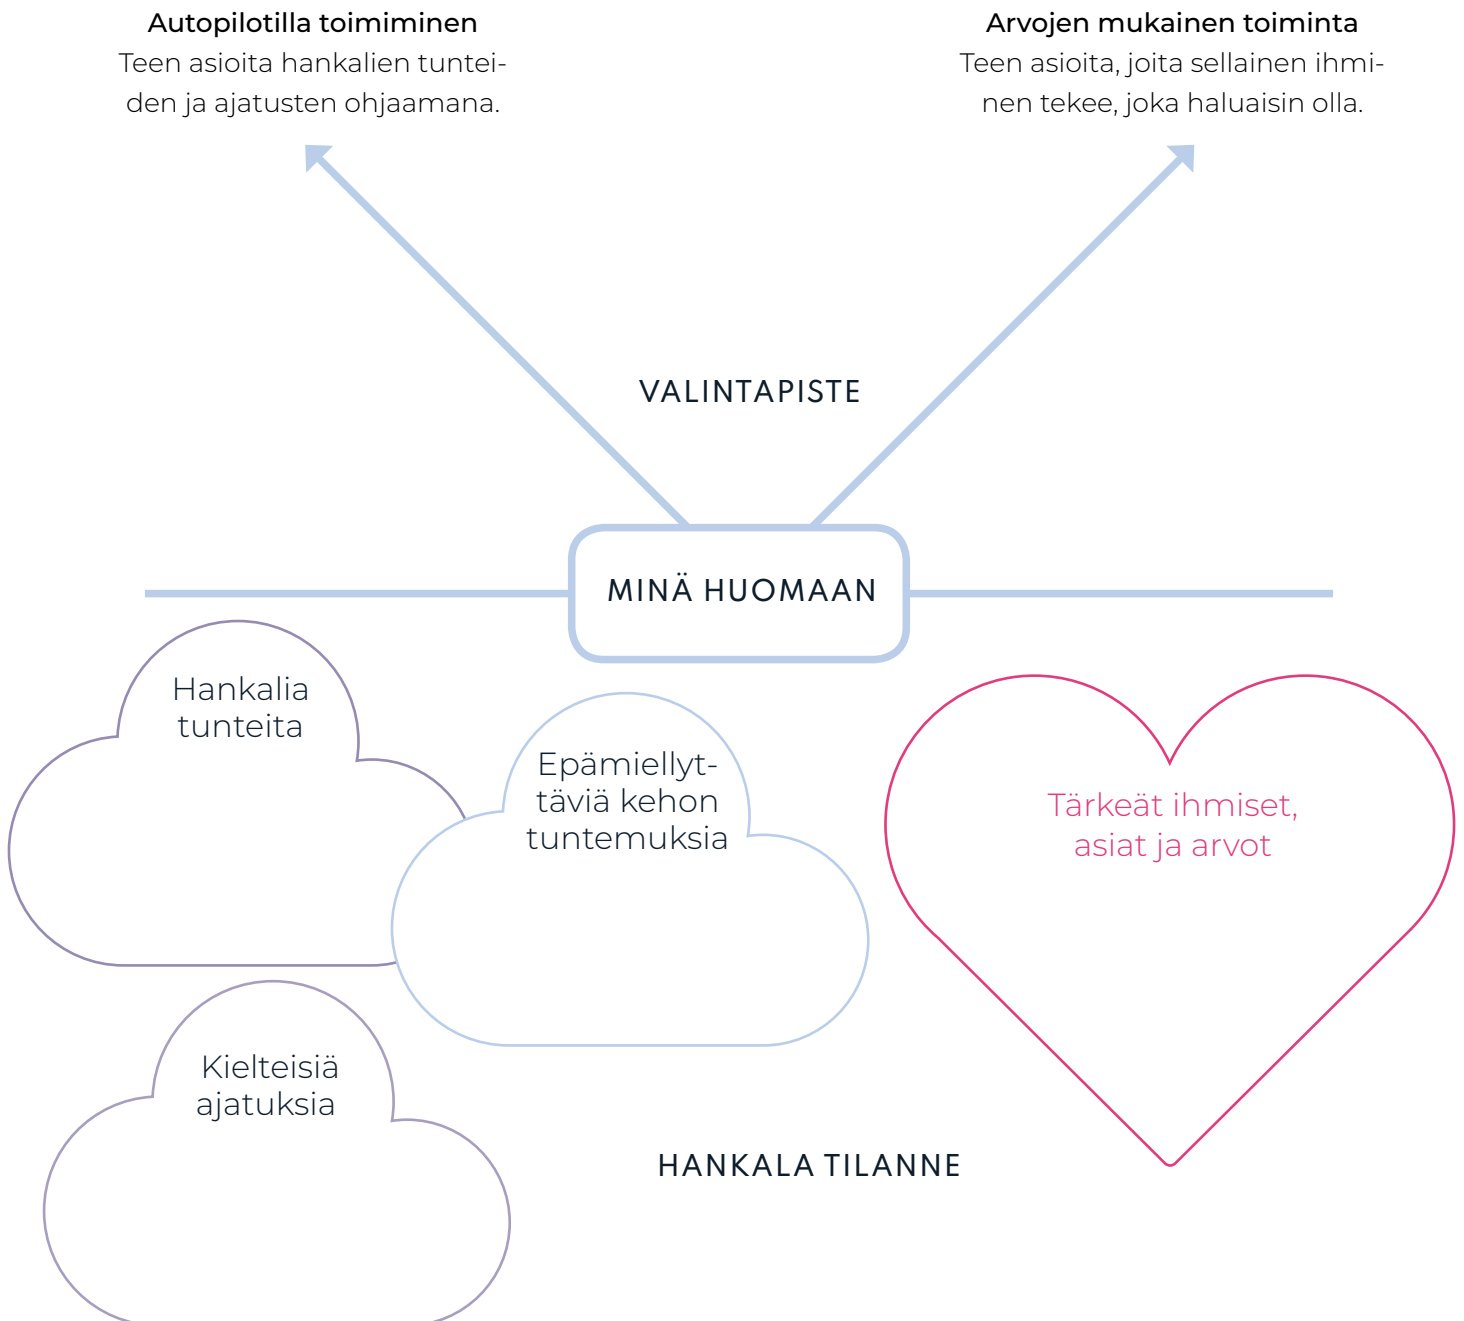 Autopilotilla toimiminen
Teen asioita hankalien tuntei-
den ja ajatusten ohjaamana.
Arvojen mukainen toiminta
Teen asioita, joita sellainen ihmi-
nen tekee, joka haluaisin olla.
VALINTAPISTE
MINÄ HUOMAAN
Hankalia
tunteita
Epämiellyt-
täviä kehon
tuntemuksia
Tärkeät ihmiset,
asiat ja arvot
Kielteisiä
ajatuksia
HANKALA TILANNE